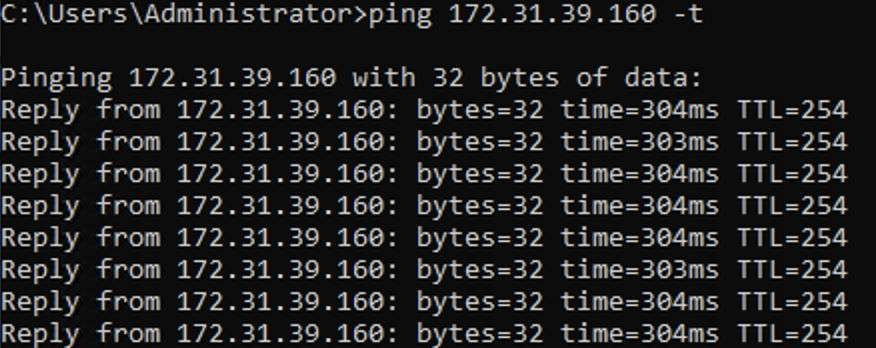 C:\Users\Administrator>ping 172.31.39.160 -t
Pinging 172.31.39.160 with 32 bytes of data:
Reply from 172.31.39.160: bytes=32 time=304ms TTL=254
Reply from 172.31.39.160: bytes=32 time=303ms TTL=254
Reply from 172.31.39.160: bytes=32 time=304ms TTL=254
Reply from 172.31.39.160: bytes=32 time=304ms TTL=254
Reply from 172.31.39.160: bytes=32 time=304ms TTL=254
Reply from 172.31.39.160: bytes=32 time=303ms TTL=254
Reply from 172.31.39.160: bytes=32 time=304ms TTL=254
Reply from 172.31.39.160: bytes=32 time=304ms TTL=254